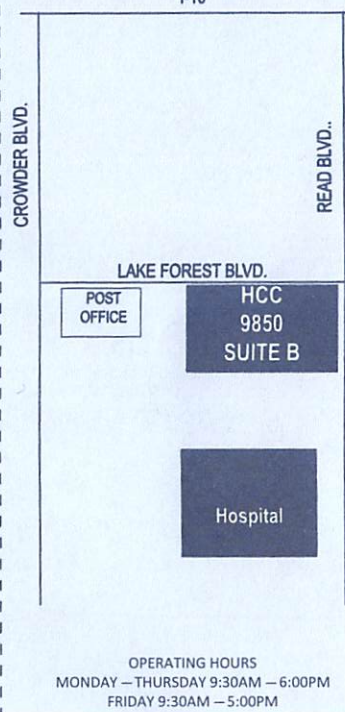 CROWDER BLVD.
READ BLVD..
LAKE FOREST BLVD.
POST
OFFICE
HCC
9850
SUITE B
Hospital
OPERATING HOURS
MONDAY — THURSDAY 9:30AM — 6:00PM
FRIDAY 9:30AM — 5:00PM